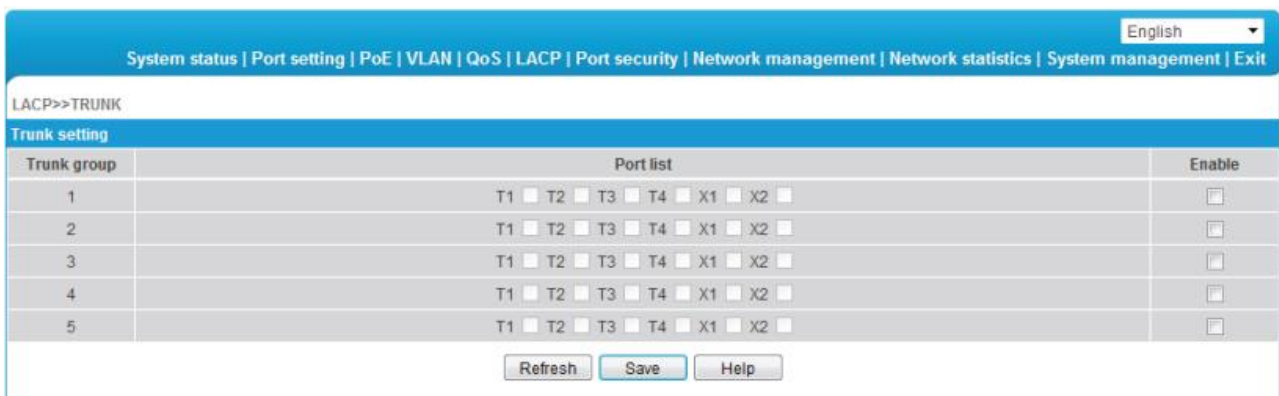 English
System status | Port setting | PoE | VLAN | QoS | LACP | Port security | Network management | Network statistics | System management | Exit
LACP>>TRUNK
Trunk setting
Trunk group Port list Enable
1 T1 T2 T3 T4 X1 X2
2 T1 T2 T3 T4 X1 X2
3 T1 T2 T3 T4 X1 X2
4 T1 T2 T3 T4 X1 X2
5 T1 T2 T3 T4 X1 X2
Refresh Save Help